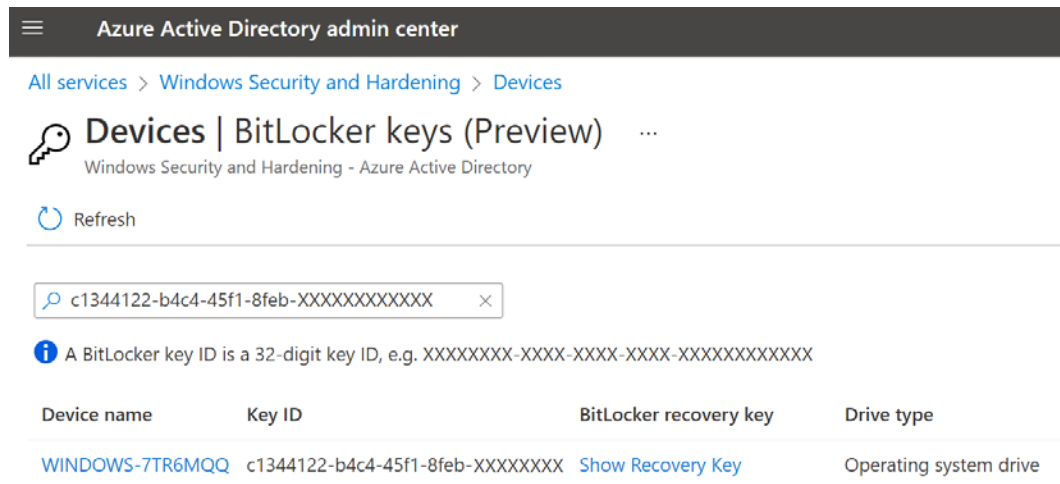 Azure Active Directory admin center
All services > Windows Security and Hardening > Devices
Devices | BitLocker keys (Preview) ...
Windows Security and Hardening - Azure Active Directory
Refresh
c1344122-b4c4-45f1-8feb-XXXXXXXXXXXX
A BitLocker key ID is a 32-digit key ID, e.g. XXXXXXXX-XXXX-XXXX-XXXX-XXXXXXXXXXXX
Device name Key ID BitLocker recovery key Drive type
WINDOWS-7TR6MQQ c1344122-b4c4-45f1-8feb-XXXXXXXX Show Recovery Key Operating system drive